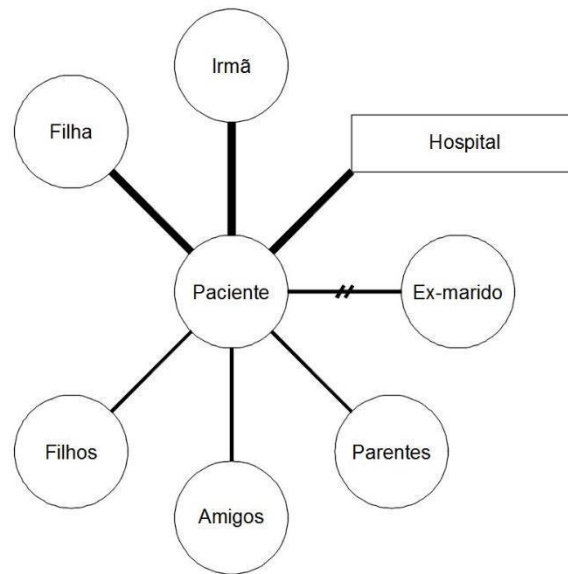 Irmã
Filha
Hospital
Paciente
Ex-marido
Filhos
Parentes
Amigos